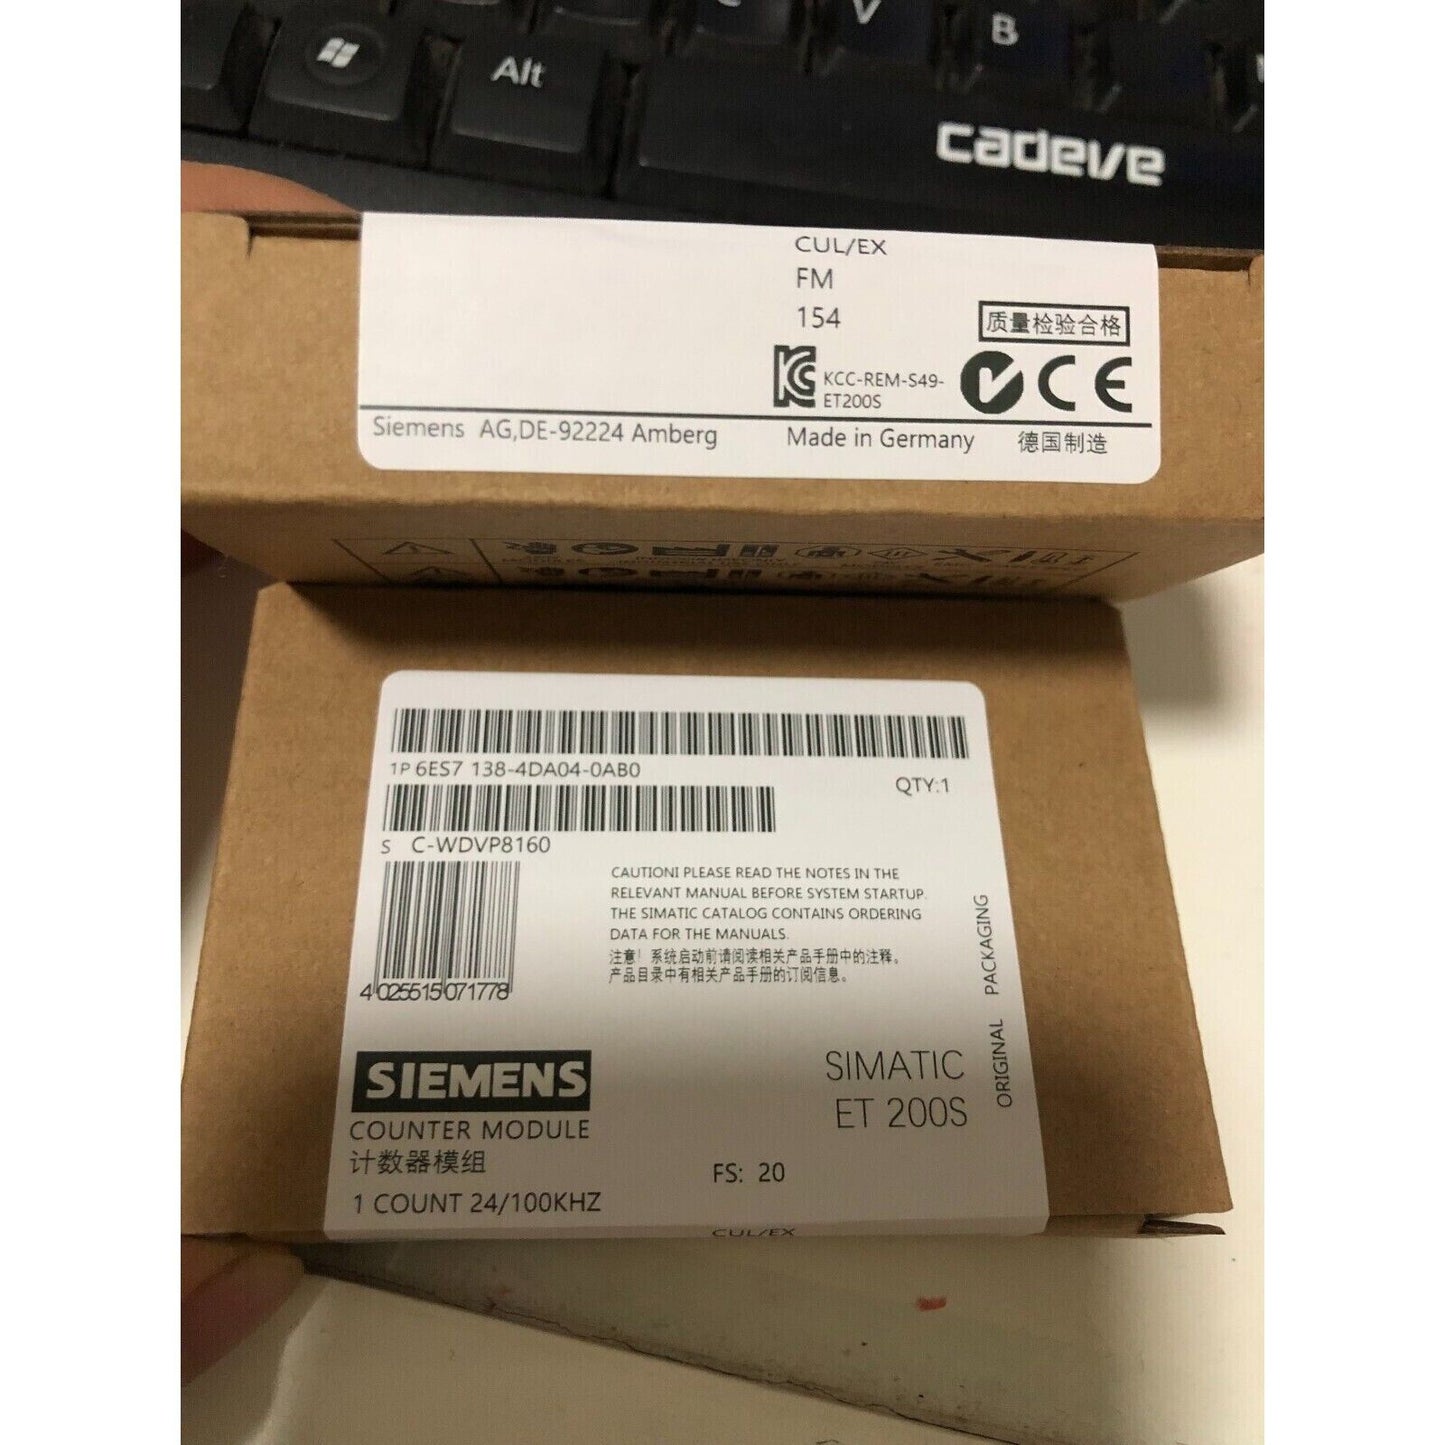 Alt
C
V
B
cadeve
CUL/EX
FM
154
质量检验合格
KCC-REM-S49-
ET200S
CE
Siemens AG,DE-92224 Amberg
Made in Germany
德国制造
1P 6ES7 138-4DA04-0AB0
QTY:1
S C-WDVP8160
CAUTIONI PLEASE READ THE NOTES IN THE
RELEVANT MANUAL BEFORE SYSTEM STARTUP.
THE SIMATIC CATALOG CONTAINS ORDERING
DATA FOR THE MANUALS.
注意！系统启动前请阅读相关产品手册中的注释。
产品目录中有相关产品手册的订阅信息。
4 025515 071778
ORIGINAL PACKAGING
SIEMENS
SIMATIC
ET 200S
COUNTER MODULE
计数器模组
FS: 20
1 COUNT 24/100KHZ
CUL/EX